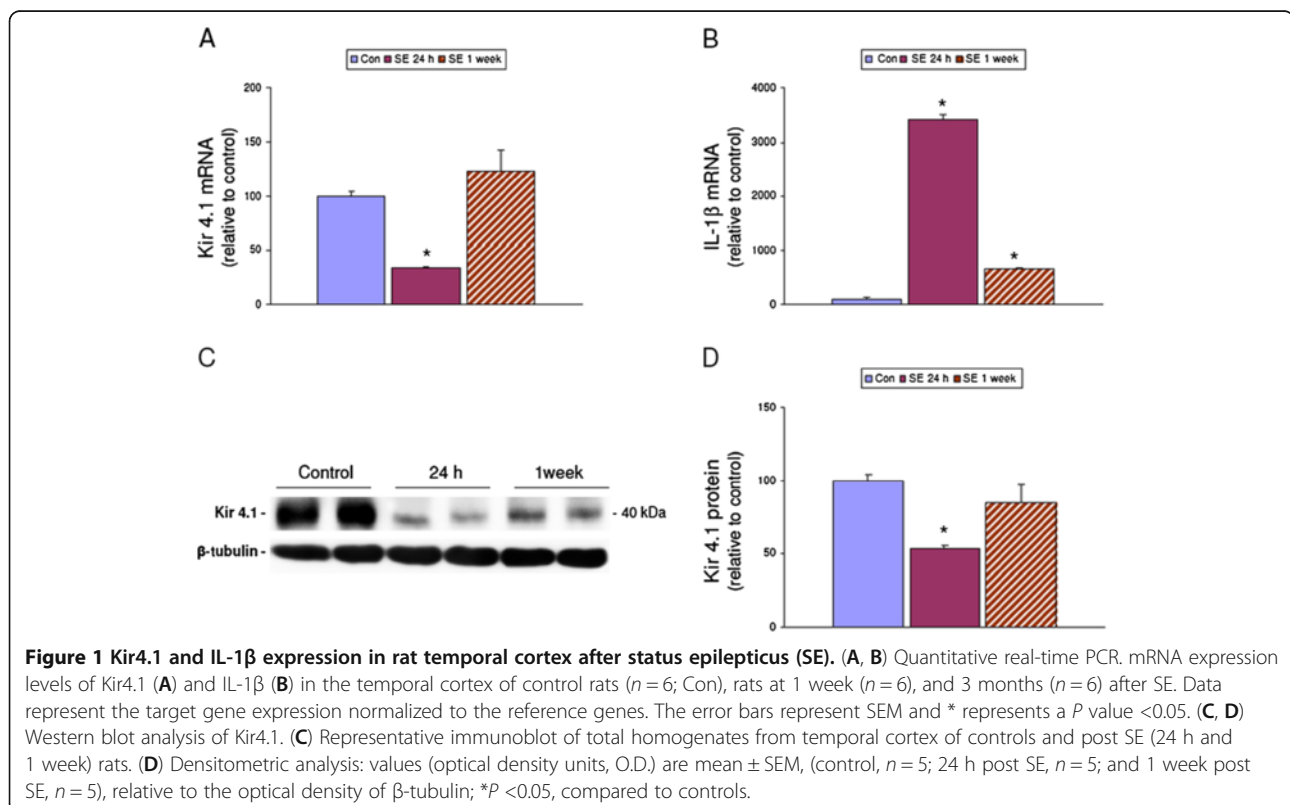 A
Con SE 24 h SE 1 week
200
150
100
50
0
Kir 4.1 mRNA
(relative to control)
*
B
Con SE 24 h SE 1 week
4000
3000
2000
1000
0
IL-1β mRNA
(relative to control)
*
*
C
Control 24 h 1week
Kir 4.1 - - 40 kDa
β-tubulin -
D
Con SE 24 h SE 1 week
150
100
50
0
Kir 4.1 protein
(relative to control)
*
Figure 1 Kir4.1 and IL-1β expression in rat temporal cortex after status epilepticus (SE). (A, B) Quantitative real-time PCR. mRNA expression
levels of Kir4.1 (A) and IL-1β (B) in the temporal cortex of control rats (n = 6; Con), rats at 1 week (n = 6), and 3 months (n = 6) after SE. Data
represent the target gene expression normalized to the reference genes. The error bars represent SEM and * represents a P value <0.05. (C, D)
Western blot analysis of Kir4.1. (C) Representative immunoblot of total homogenates from temporal cortex of controls and post SE (24 h and
1 week) rats. (D) Densitometric analysis: values (optical density units, O.D.) are mean ± SEM, (control, n = 5; 24 h post SE, n = 5; and 1 week post
SE, n = 5), relative to the optical density of β-tubulin; *P <0.05, compared to controls.